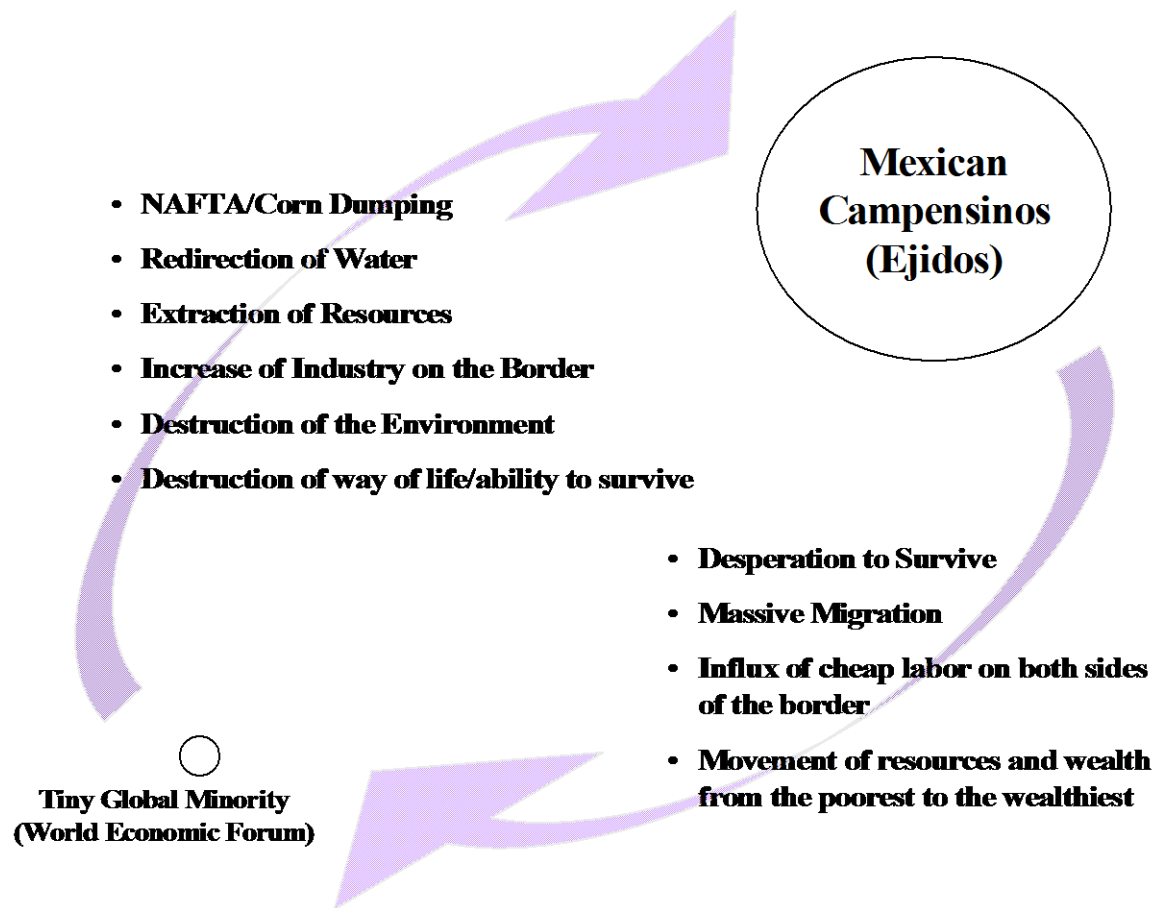 Mexican
Campensinos
(Ejidos)
• NAFTA/Corn Dumping
• Redirection of Water
• Extraction of Resources
• Increase of Industry on the Border
• Destruction of the Environment
• Destruction of way of life/ability to survive
• Desperation to Survive
• Massive Migration
• Influx of cheap labor on both sides
of the border
• Movement of resources and wealth
from the poorest to the wealthiest
Tiny Global Minority
(World Economic Forum)